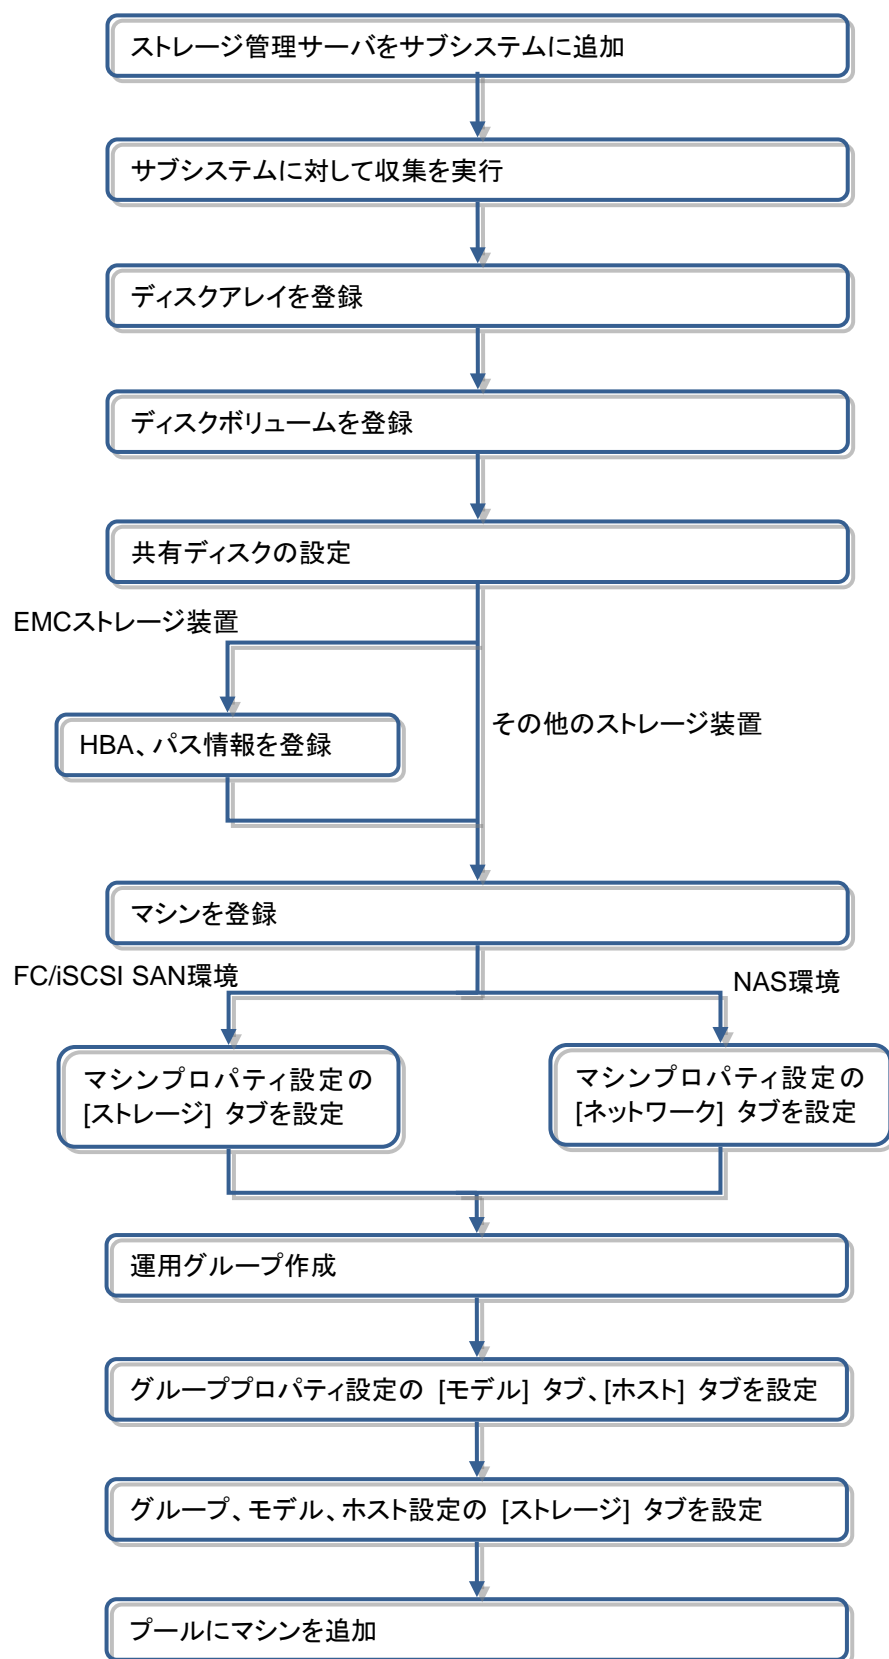 ストレージ管理サーバをサブシステムに追加
サブシステムに対して収集を実行
ディスクアレイを登録
ディスクボリュームを登録
共有ディスクの設定
EMCストレージ装置
その他のストレージ装置
HBA、パス情報を登録
マシンを登録
FC/iSCSI SAN環境
NAS環境
マシンプロパティ設定の
[ストレージ] タブを設定
マシンプロパティ設定の
[ネットワーク] タブを設定
運用グループ作成
グループプロパティ設定の [モデル] タブ、[ホスト] タブを設定
グループ、モデル、ホスト設定の [ストレージ] タブを設定
プールにマシンを追加